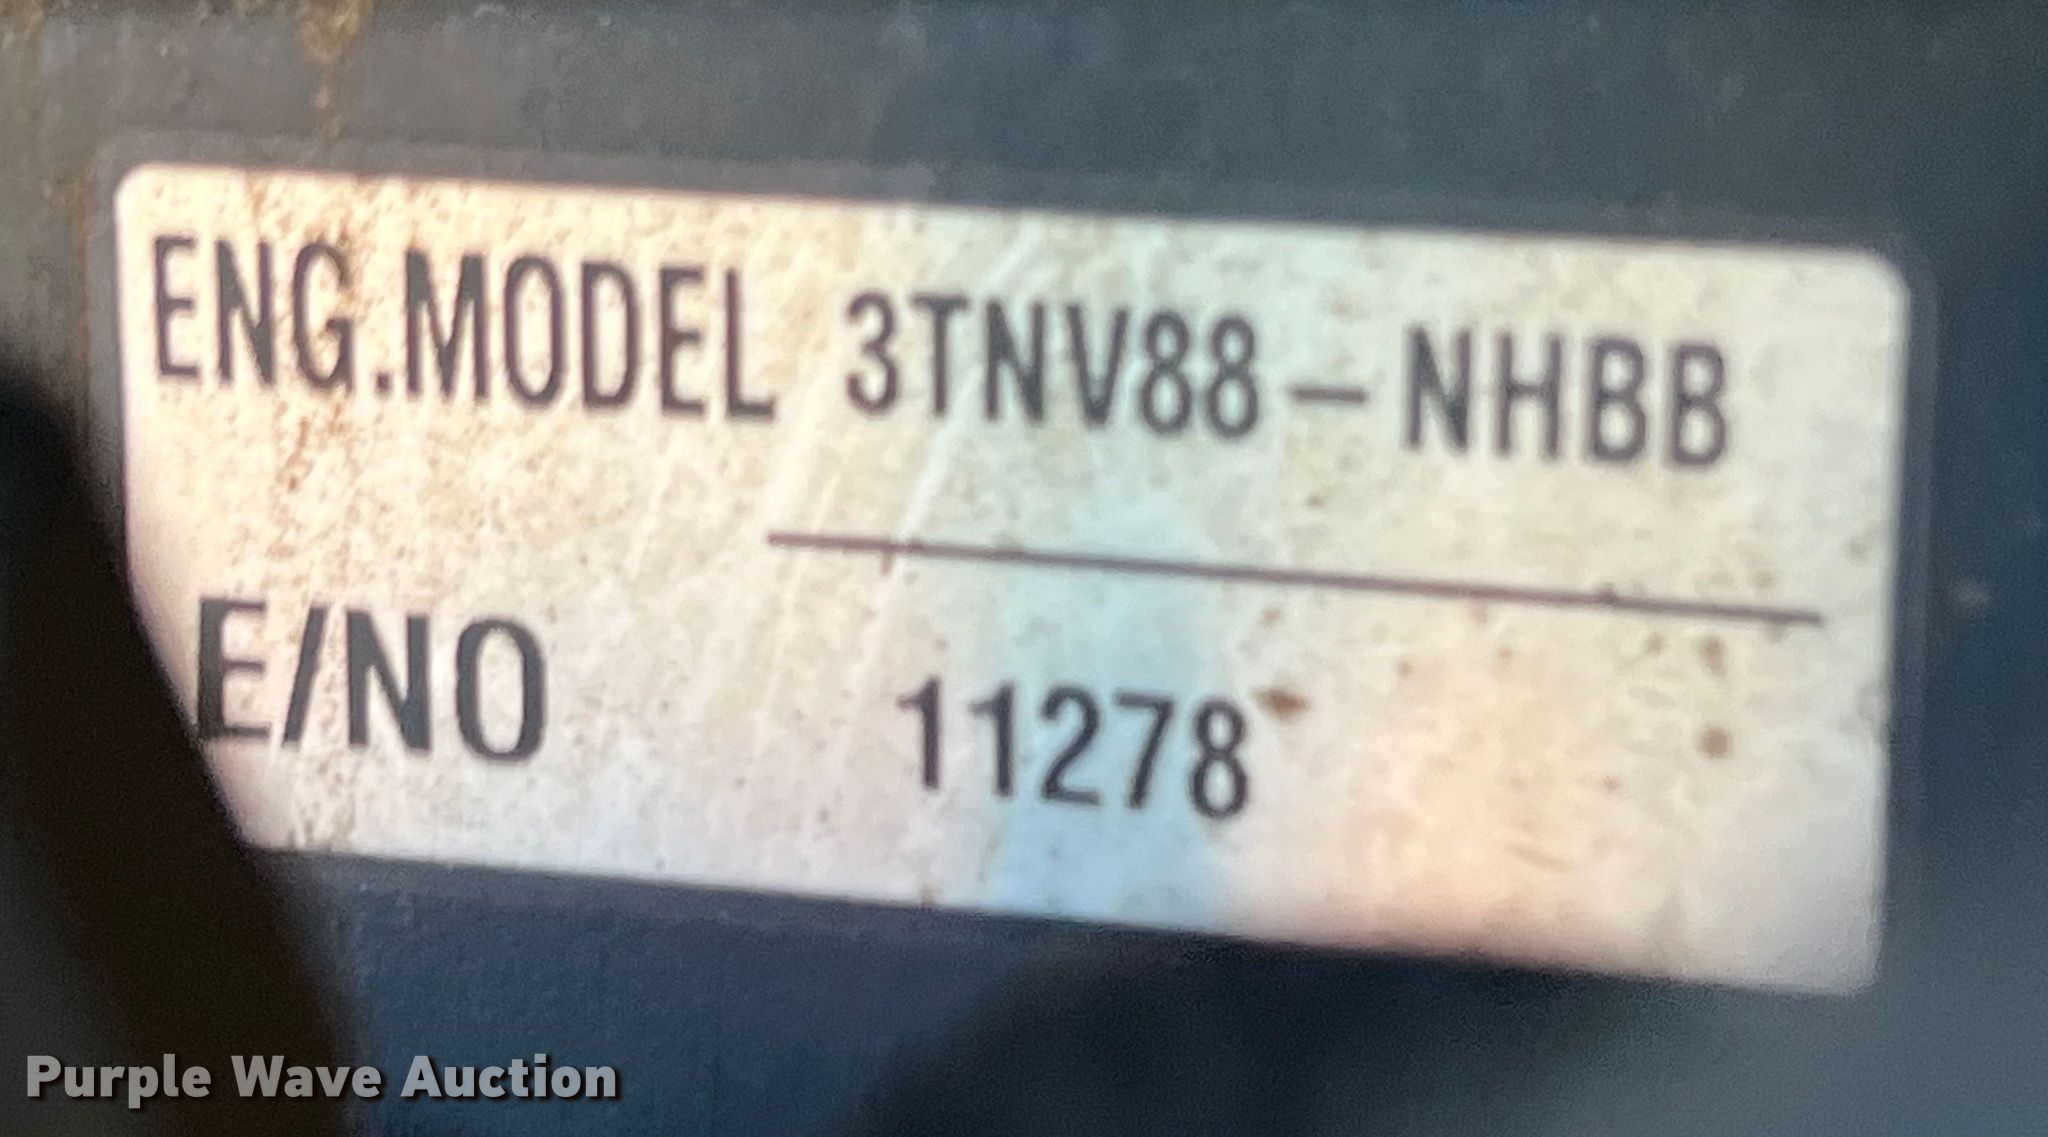 ENG.MODEL 3TNV88-NHBB
E/NO 11278
Purple Wave Auction